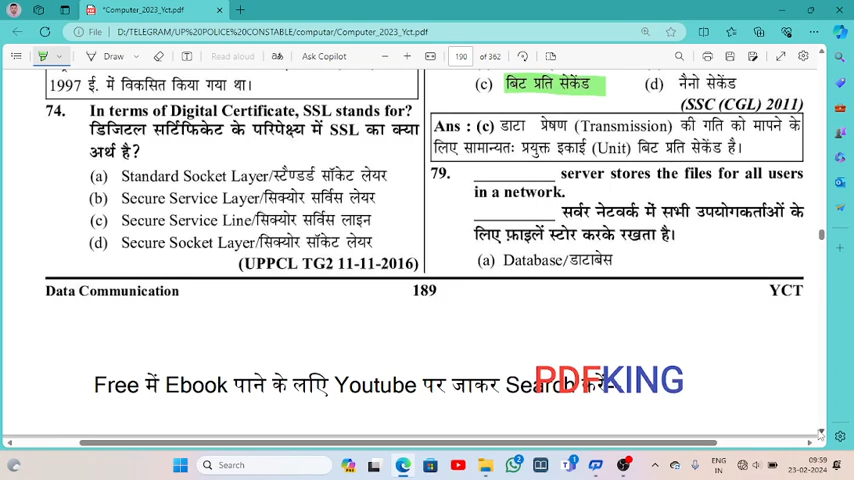 *Computer_2023_Yct.pdf
File D:/TELEGRAM/UP%20POLICE%20CONSTABLE/computar/Computer_2023_Yct.pdf
Draw Ask Copilot 190 of 362
Read aloud
1997 ई. में विकसित किया गया था।
74. In terms of Digital Certificate, SSL stands for?
डिजिटल सर्टिफिकेट के परिपेक्ष्य में SSL का क्या
अर्थ है?
(a) Standard Socket Layer/स्टैण्डर्ड सॉकेट लेयर
(b) Secure Service Layer/सिक्योर सर्विस लेयर
(c) Secure Service Line/सिक्योर सर्विस लाइन
(d) Secure Socket Layer/सिक्योर सॉकेट लेयर
(UPPCL TG2 11-11-2016)
(c) बिट प्रति सेकेंड (d) नैनो सेकेंड
(SSC (CGL) 2011)
Ans : (c) डाटा प्रेषण (Transmission) की गति को मापने के
लिए सामान्यतः प्रयुक्त इकाई (Unit) बिट प्रति सेकेंड है।
79. _________ server stores the files for all users
in a network.
_________ सर्वर नेटवर्क में सभी उपयोगकर्ताओं के
लिए फ़ाइलें स्टोर करके रखता है।
(a) Database/डाटाबेस
Data Communication 189 YCT
Free में Ebook पाने के लिए Youtube पर जाकर Search करें-
PDFKING
Search
ENG
IN
09:59
23-02-2024